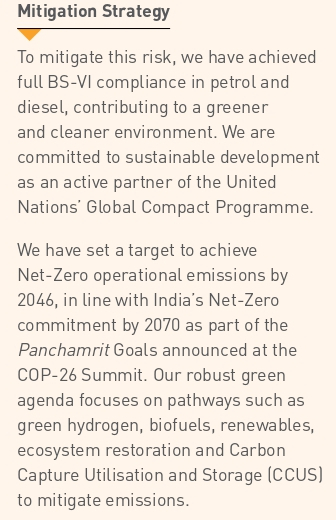 Mitigation Strategy
To mitigate this risk, we have achieved
full BS-VI compliance in petrol and
diesel, contributing to a greener
and cleaner environment. We are
committed to sustainable development
as an active partner of the United
Nations' Global Compact Programme.
We have set a target to achieve
Net-Zero operational emissions by
2046, in line with India's Net-Zero
commitment by 2070 as part of the
Panchamrit Goals announced at the
COP-26 Summit. Our robust green
agenda focuses on pathways such as
green hydrogen, biofuels, renewables,
ecosystem restoration and Carbon
Capture Utilisation and Storage (CCUS)
to mitigate emissions.